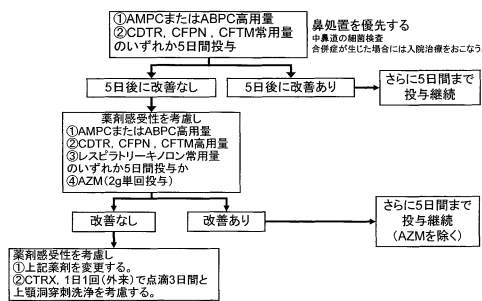 ①AMPCまたはABPC高用量
②CDTR, CFPN , CFTM常用量
のいずれか5日間投与
鼻処置を優先する
中鼻道の細菌検査
合併症が生じた場合には入院治療をおこなう
5日後に改善なし
5日後に改善あり
さらに5日間まで
投与継続
薬剤感受性を考慮し
①AMPCまたはABPC高用量
②CDTR, CFPN , CFTM高用量
③レスピラトリーキノロン常用量
のいずれか5日間投与か
④AZM(2g単回投与)
改善なし
改善あり
さらに5日間まで
投与継続
(AZMを除く)
薬剤感受性を考慮し
①上記薬剤を変更する。
②CTRX, 1日1回(外来)で点滴3日間と
上顎洞穿刺洗浄を考慮する。